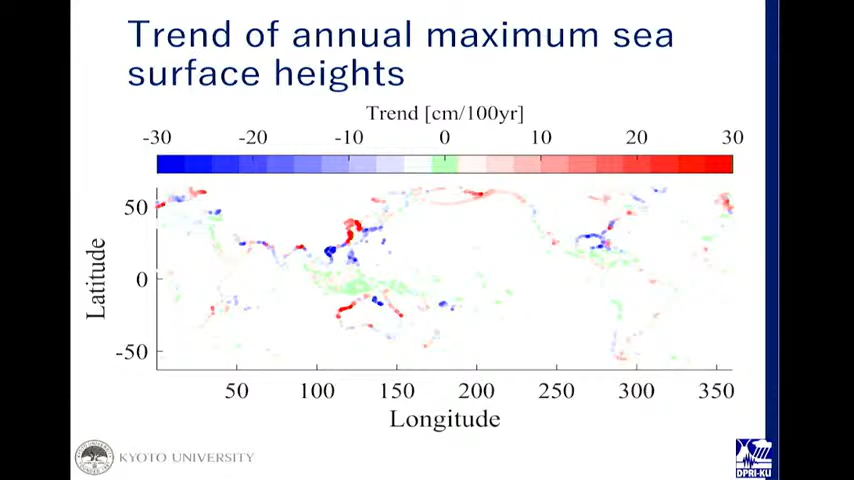 Trend of annual maximum sea
surface heights
Trend [cm/100yr]
-30 -20 -10 0 10 20 30
50
0
-50
Latitude
50 100 150 200 250 300 350
Longitude
KYOTO UNIVERSITY
DPRI-KU